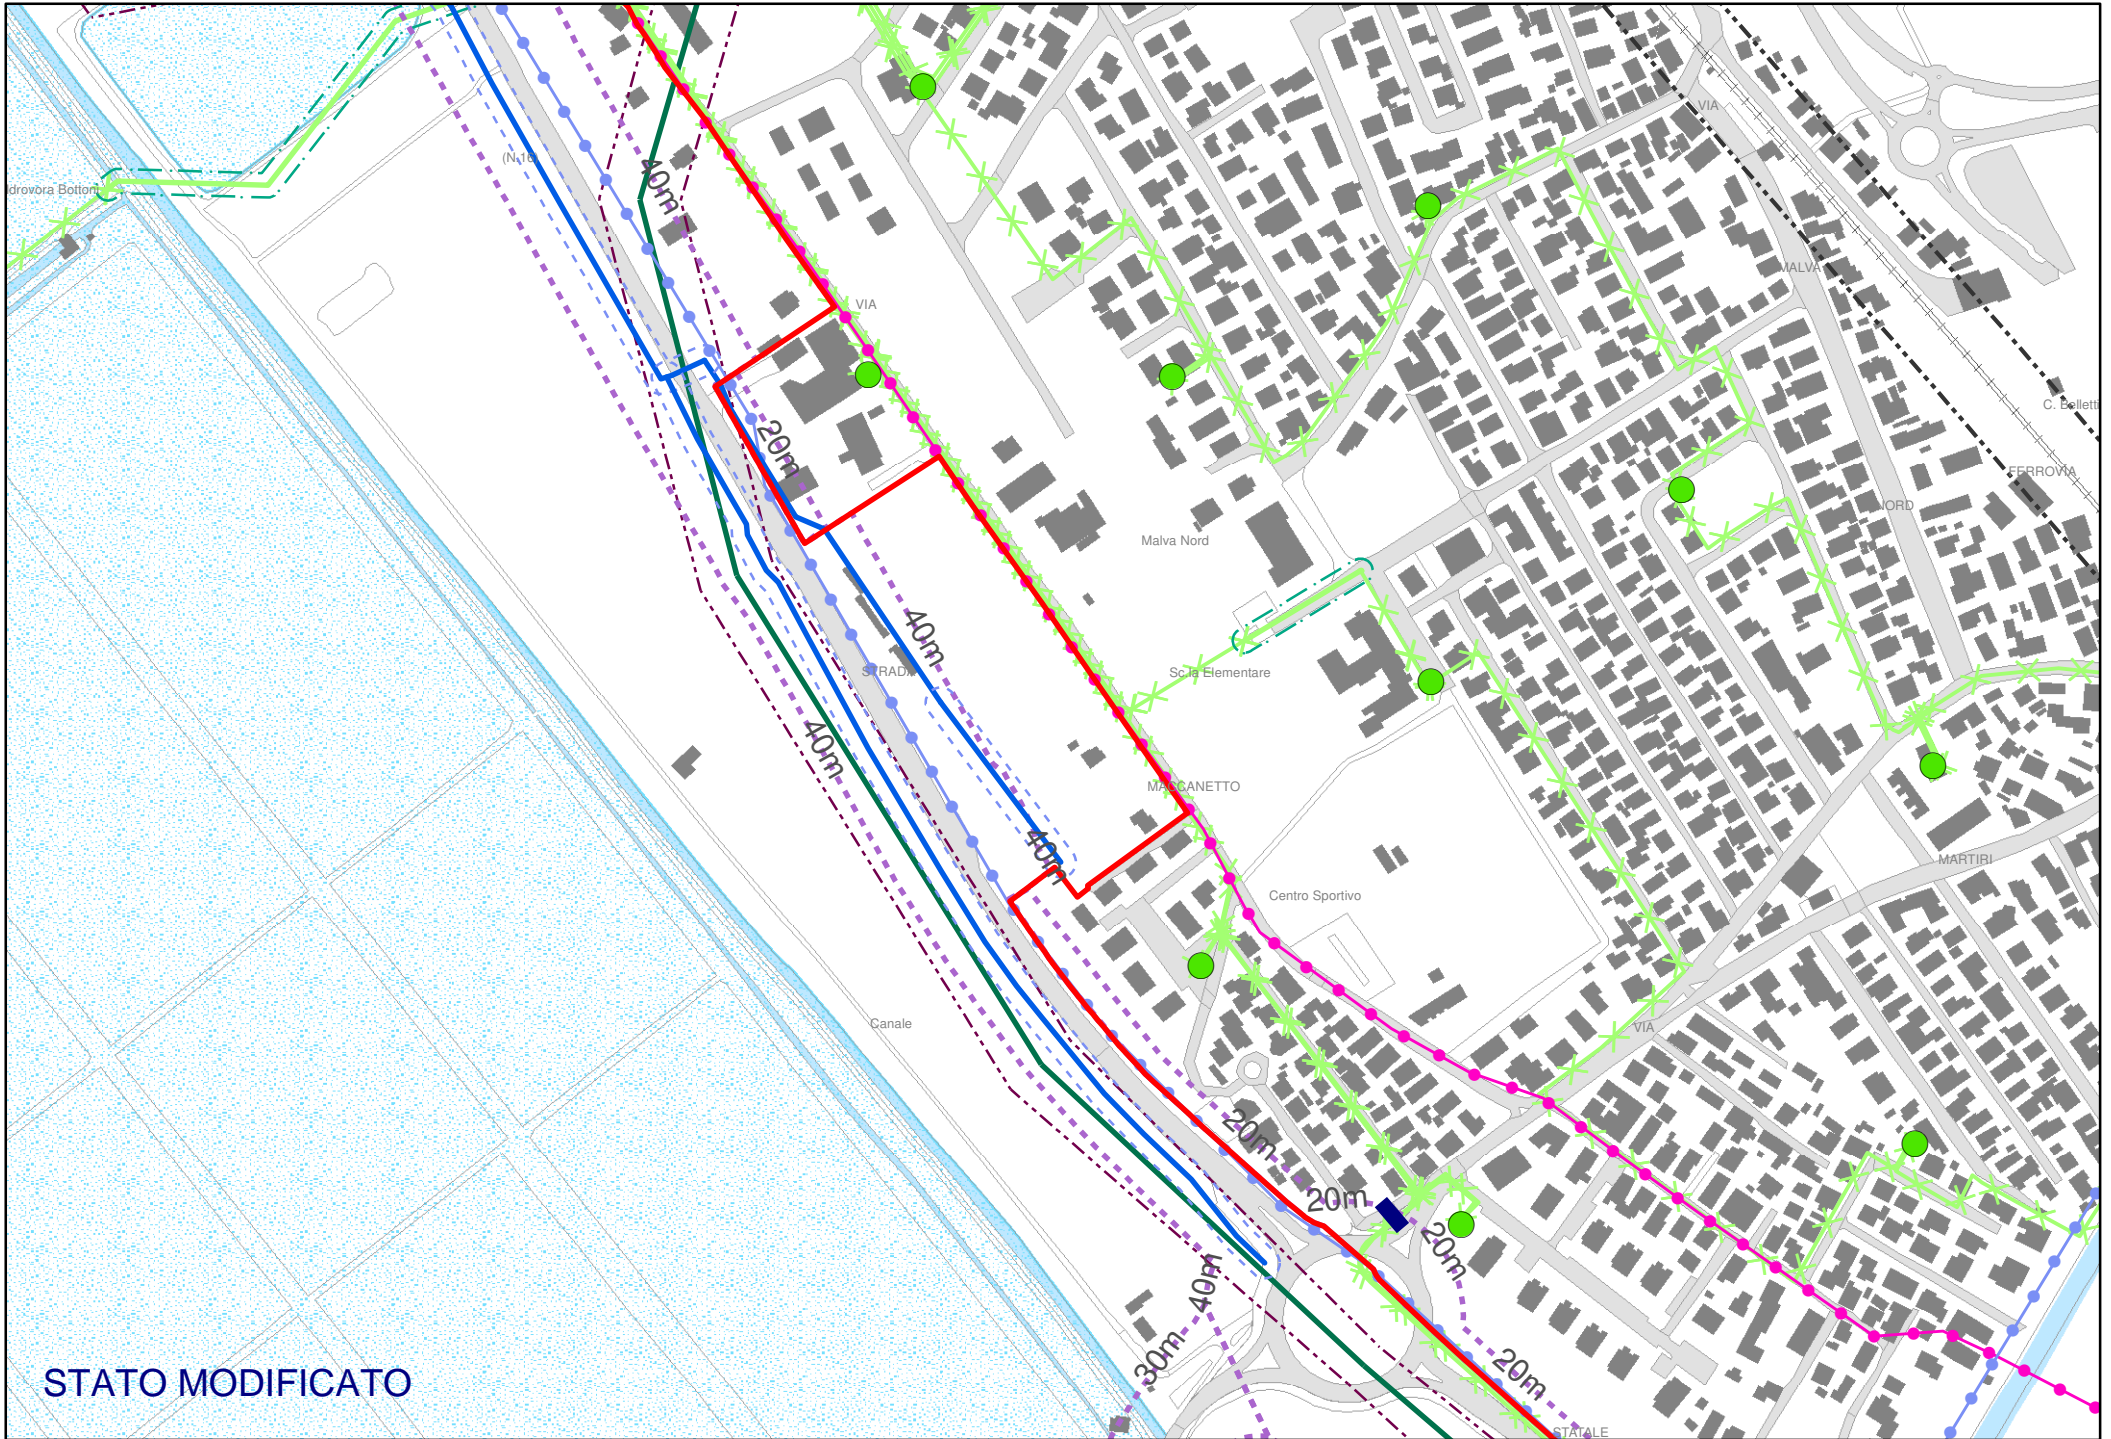 VIA
(N.16)
Idrovora Bottoni
40m
MALVA
VIA
C. Belletti
20m
FERROVIA
NORD
Malva Nord
40m
STRADA
Sc.la Elementare
40m
MACCANETTO
40m
MARTIRI
Centro Sportivo
Canale
VIA
20m
20m
20m
40m
30m
20m
STATO MODIFICATO
STATALE